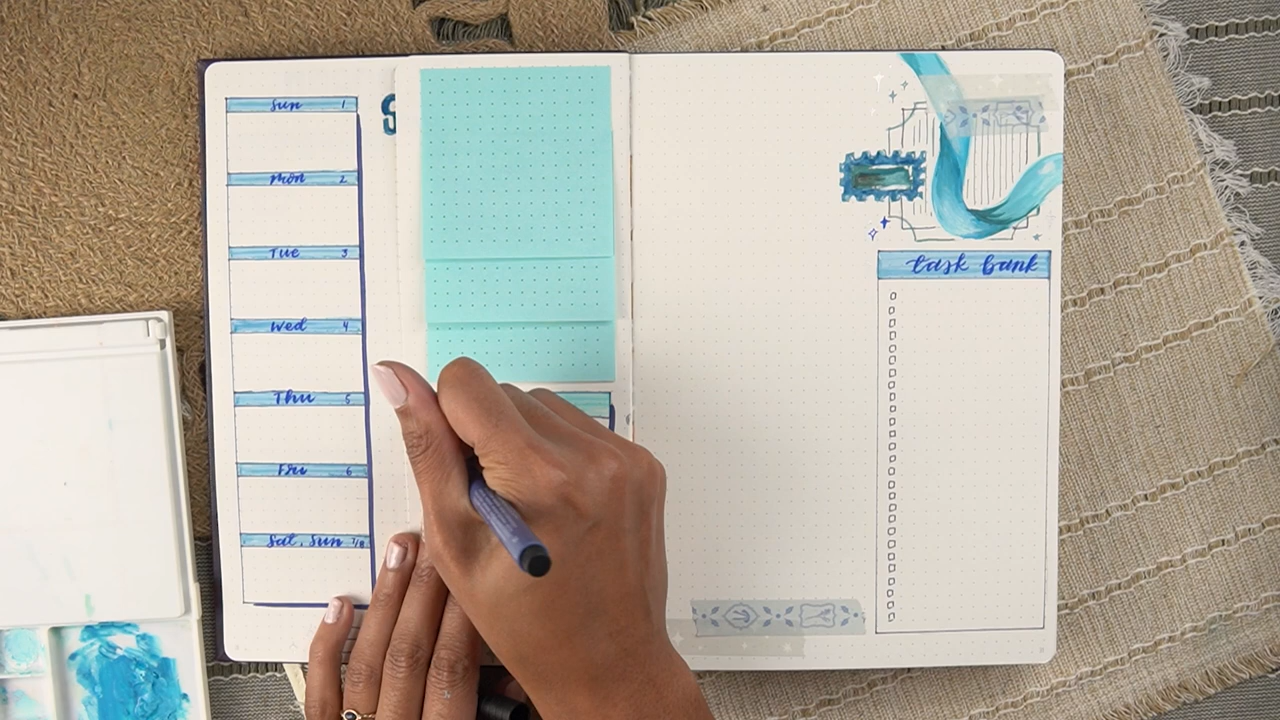 Sun 1
Mon 2
Tue 3
Wed 4
Thu 5
Fri 6
Sat, Sun 7/8
S
task bank